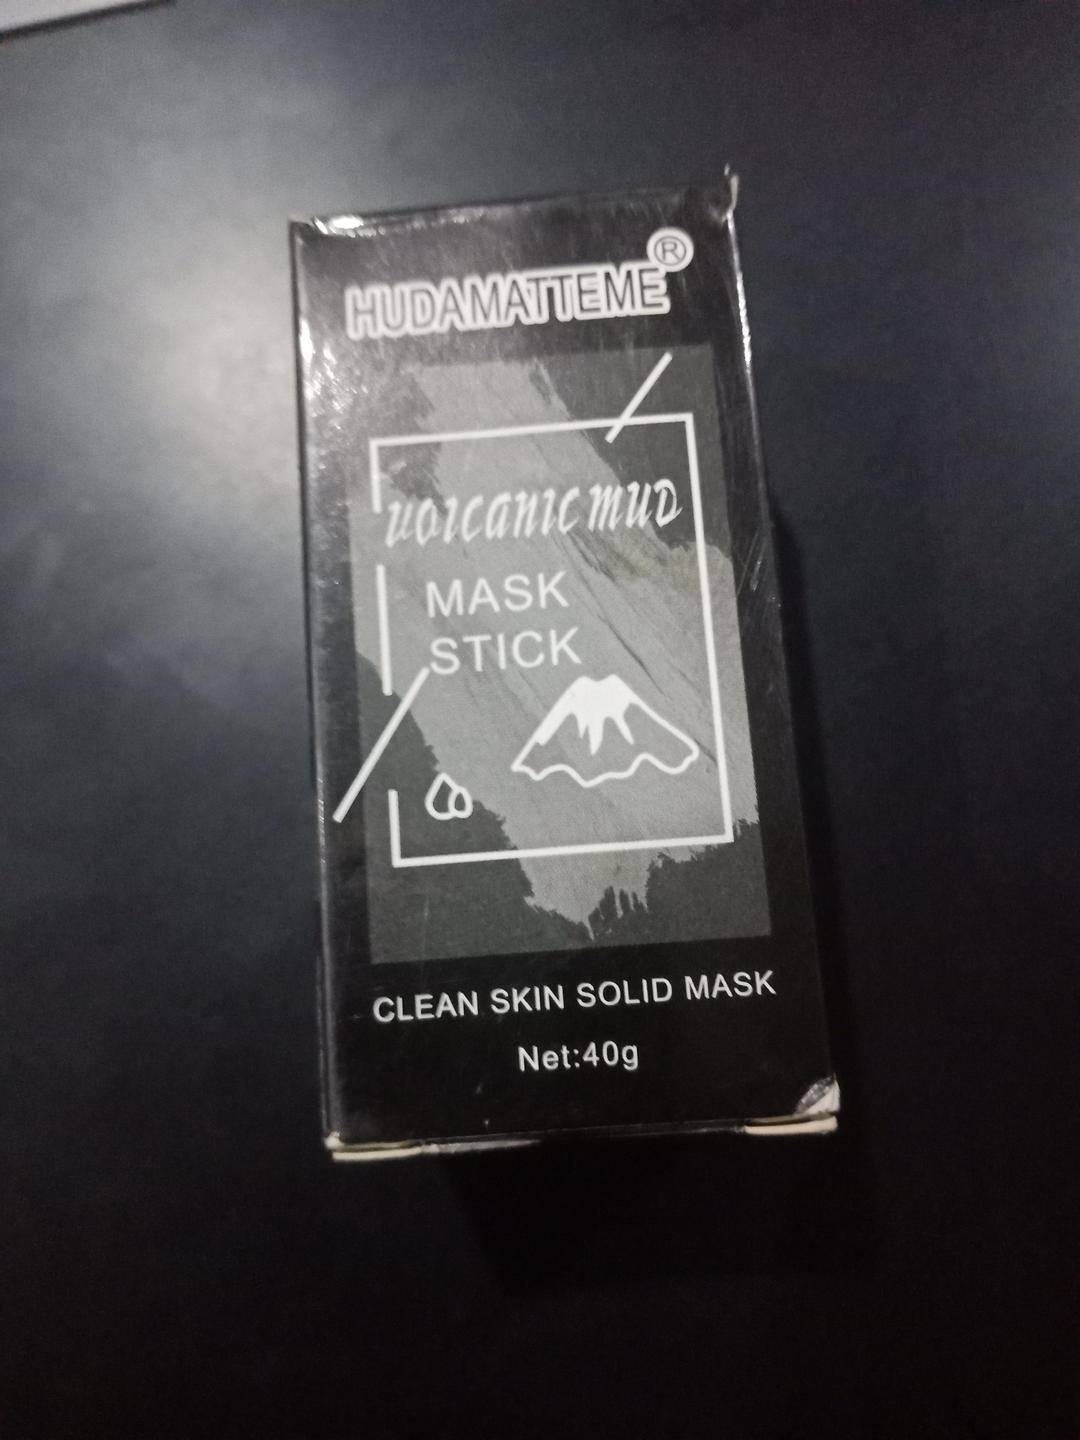 HUDAMATTEME®
volcanic mud
MASK
STICK
CLEAN SKIN SOLID MASK
Net:40g